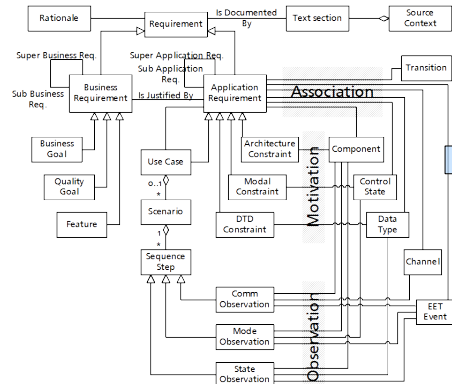 Rationale
Requirement
Is Documented
By
Text section
Source
Context
Super Business Req.
Super Application Req.
Sub Application
Req.
Transition
Business
Requirement
Sub Business
Req.
Is Justified By
Application
Requirement
Association
Business
Goal
Use Case
Architecture
Constraint
Component
Motivation
Quality
Goal
0..1
*
Modal
Constraint
Control
State
Feature
Scenario
DTD
Constraint
Data
Type
1
*
Sequence
Step
Channel
Comm
Observation
EET
Event
Mode
Observation
Observation
State
Observation